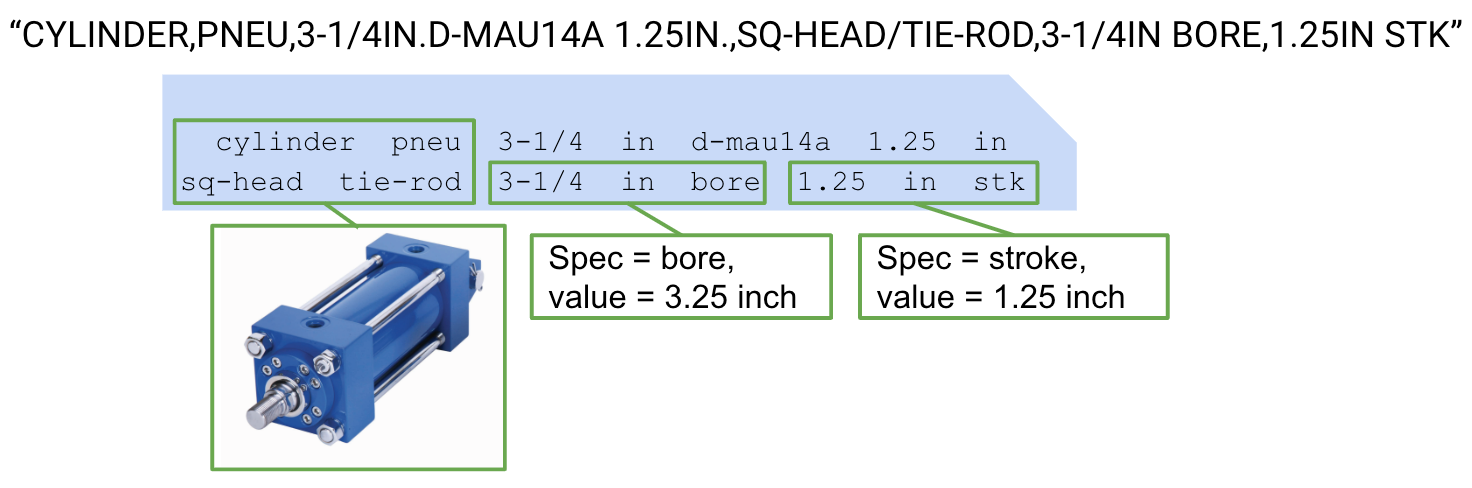 “CYLINDER,PNEU,3-1/4IN.D-MAU14A 1.25IN.,SQ-HEAD/TIE-ROD,3-1/4IN BORE,1.25IN STK”
cylinder pneu 3-1/4 in d-mau14a 1.25 in
sq-head tie-rod 3-1/4 in bore 1.25 in stk
Spec = bore,
value = 3.25 inch
Spec = stroke,
value = 1.25 inch